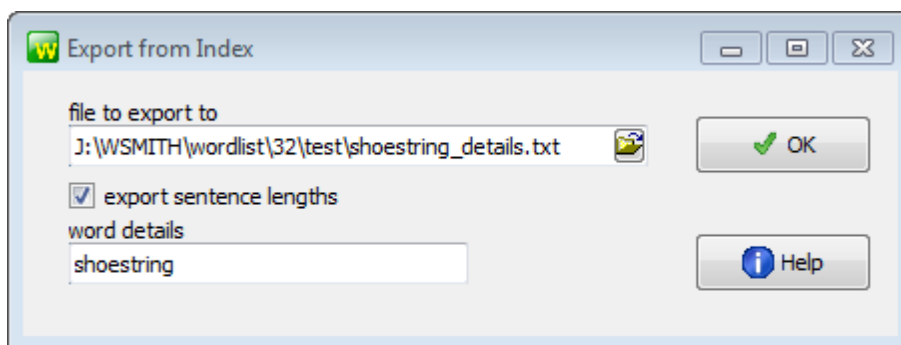 W Export from Index
file to export to
J:\WSMITH\wordlist\32\test\shoestring_details.txt
OK
export sentence lengths
word details
shoestring
Help